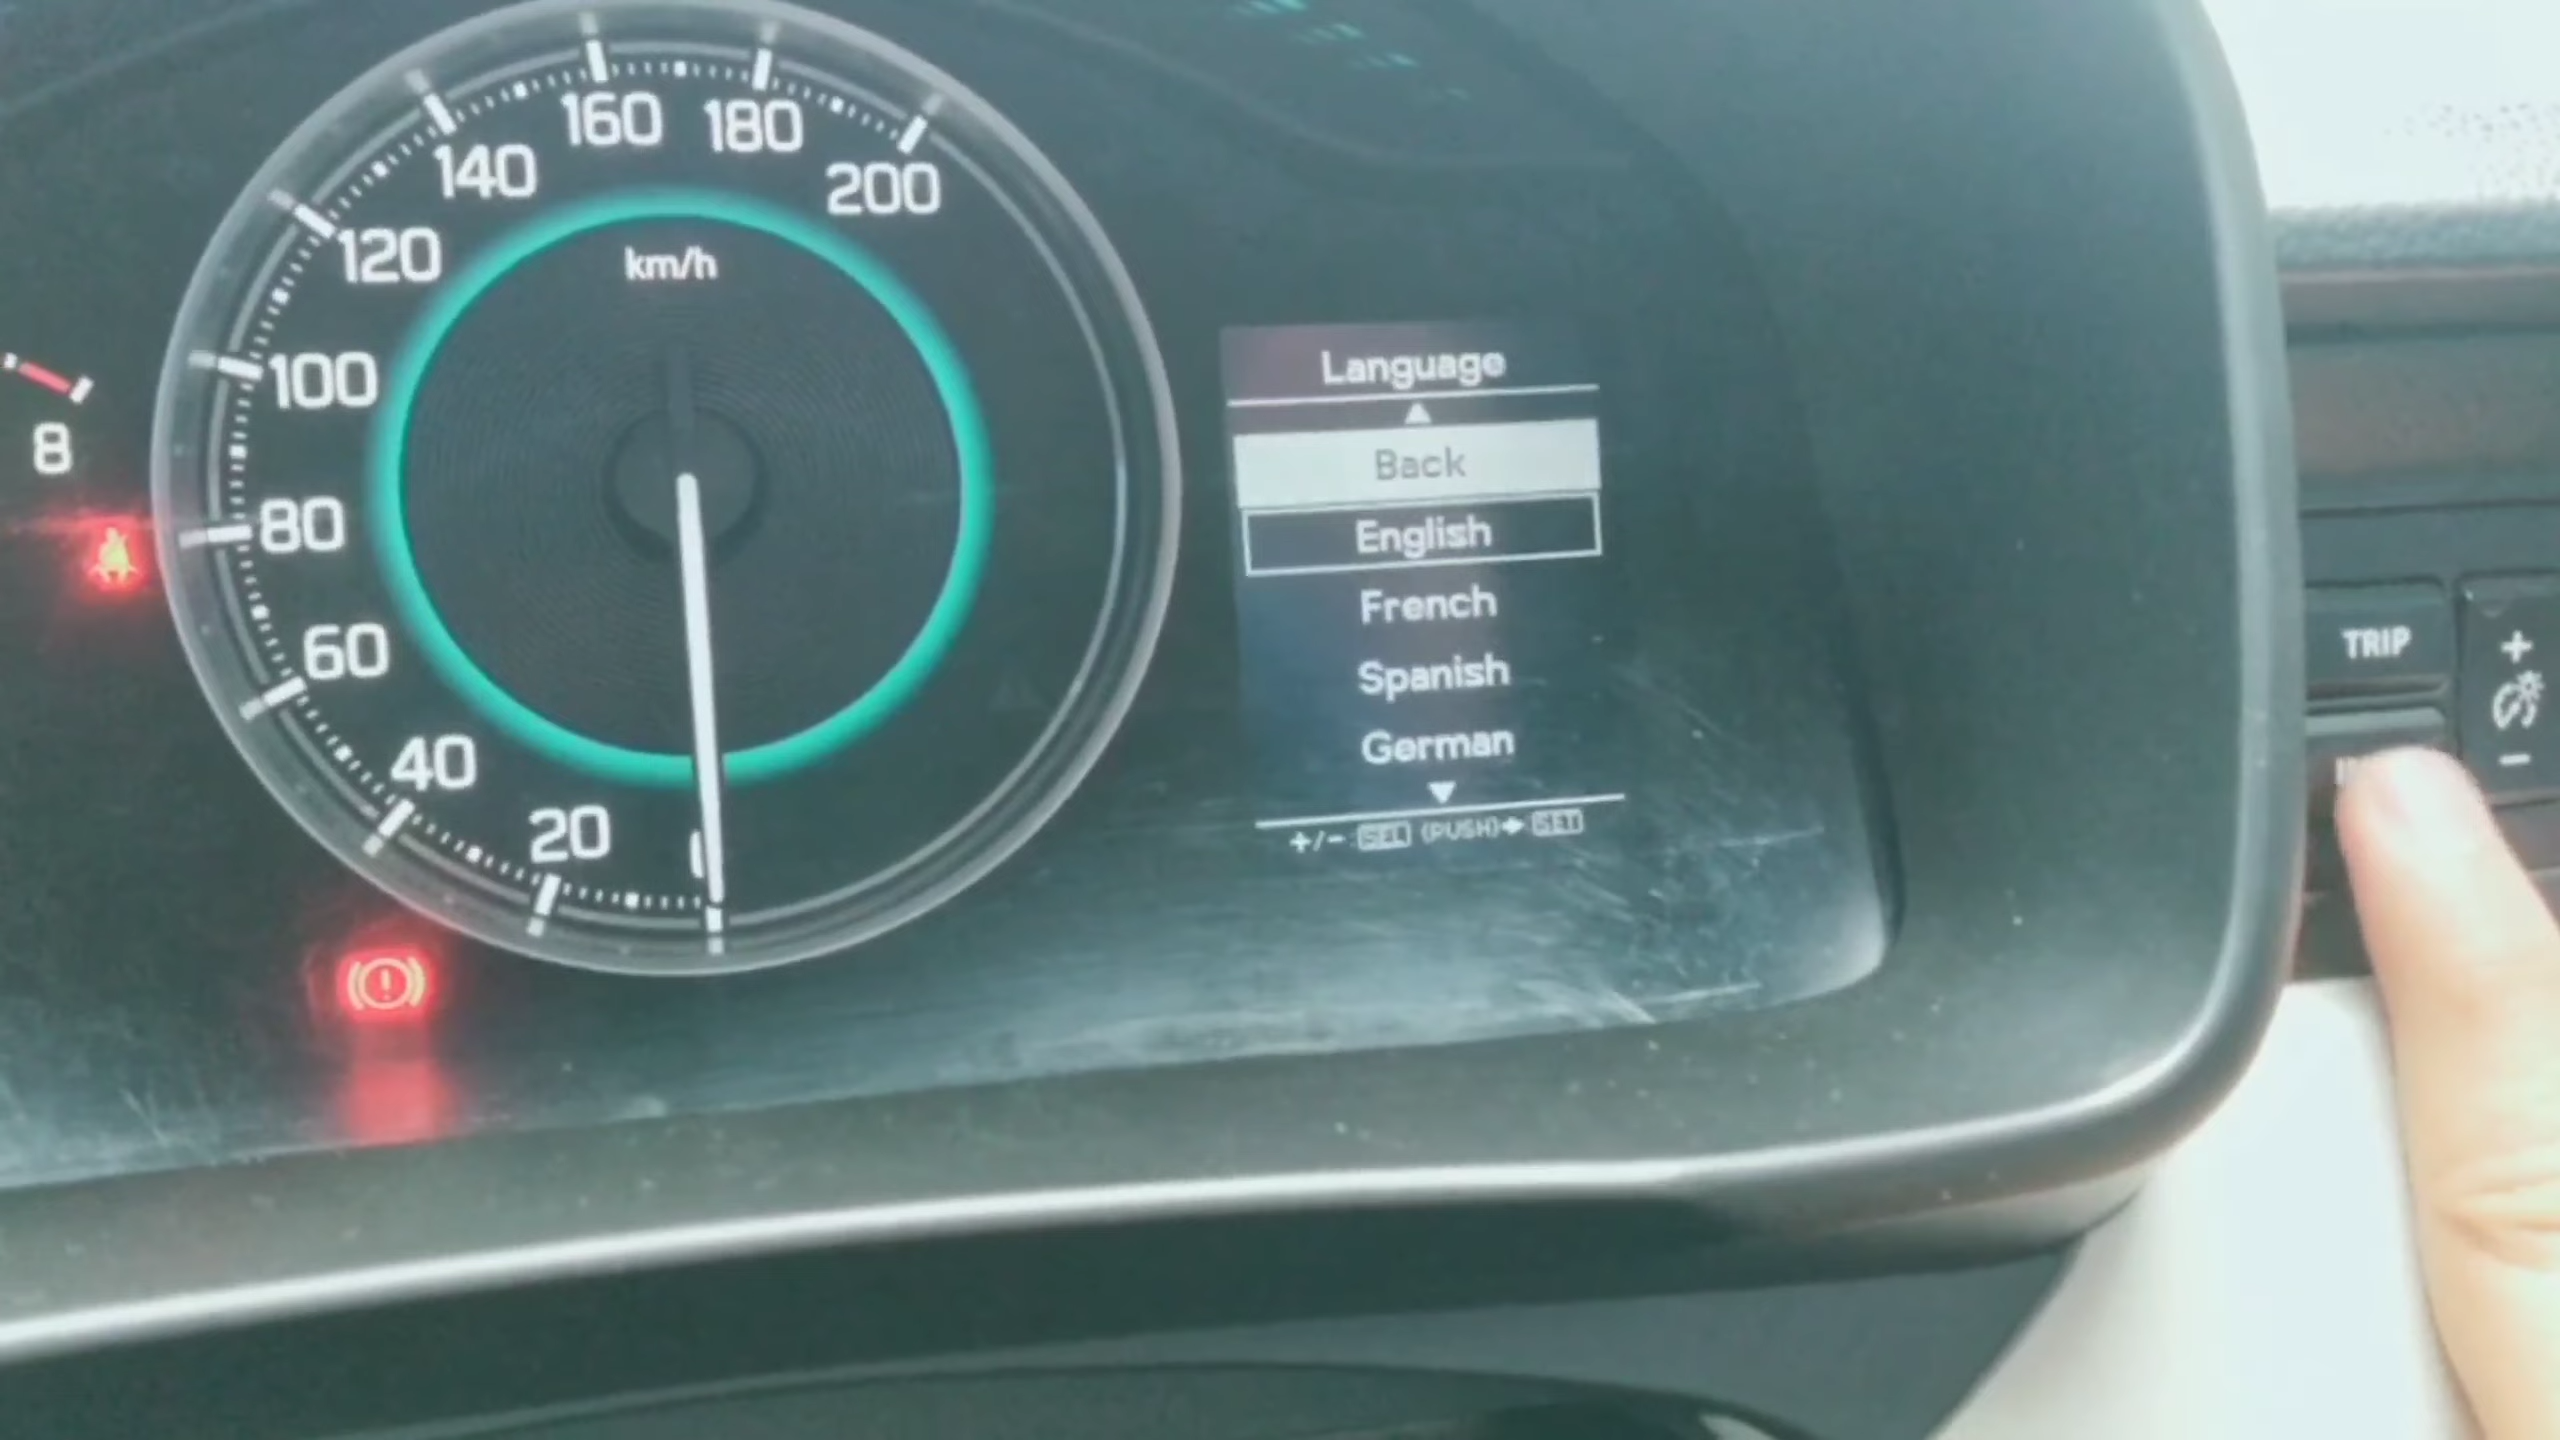 200
180
160
140
120
100
80
60
40
20
km/h
8
Language
Back
English
French
Spanish
German
+/- SEL (PUSH) SET
TRIP
+
-